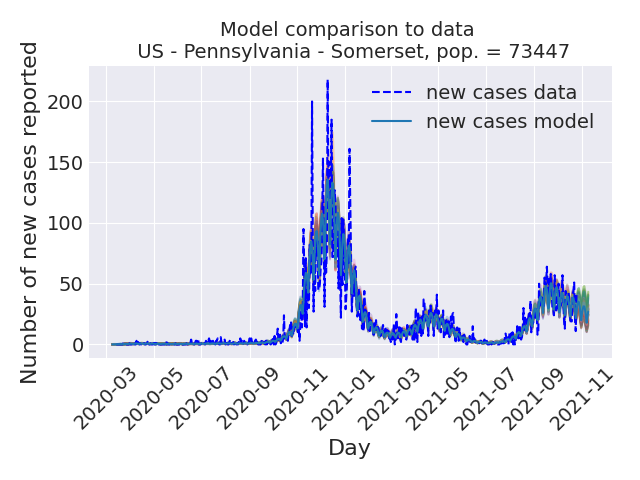 Model comparison to data
US - Pennsylvania - Somerset, pop. = 73447
Number of new cases reported
200
150
100
50
0
new cases data
new cases model
2020-03
2020-05
2020-07
2020-09
2020-11
2021-01
2021-03
2021-05
2021-07
2021-09
2021-11
Day